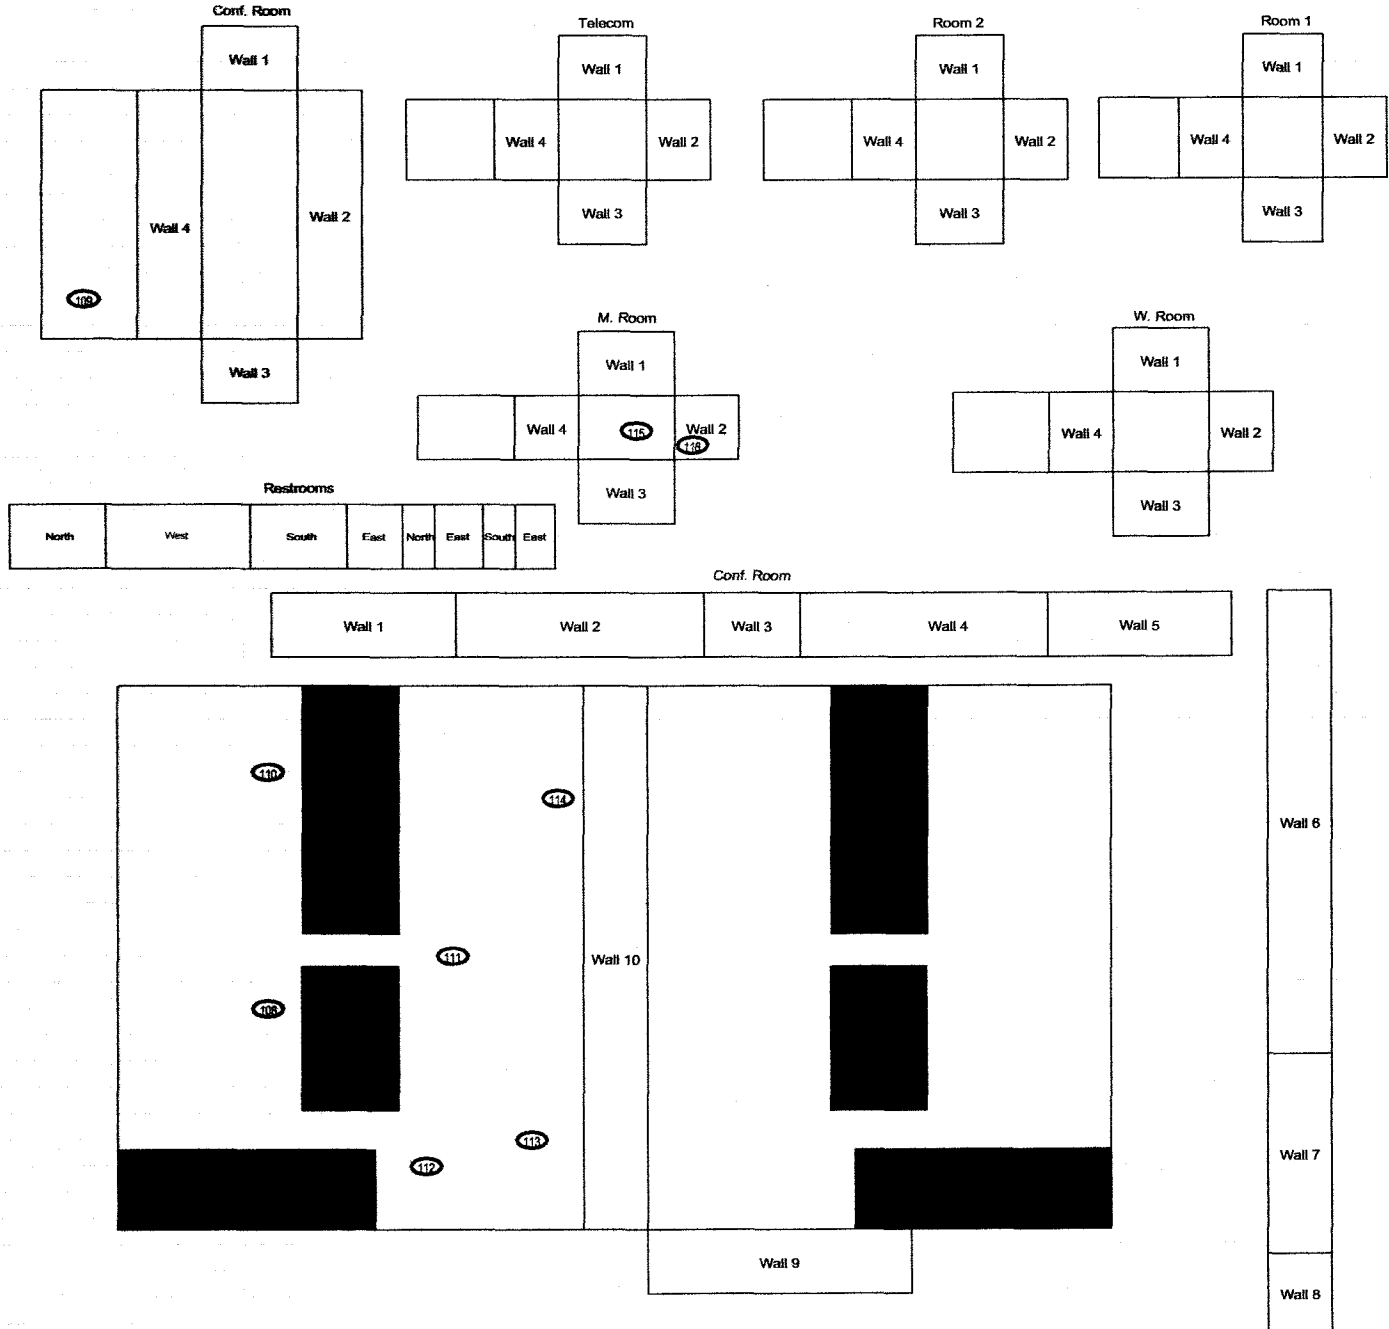 Conf. Room
Telecom
Room 2
Room 1
Wall 1
Wall 4
Wall 2
Wall 3
109
Wall 1
Wall 4
Wall 2
Wall 3
Wall 1
Wall 4
Wall 2
Wall 3
Wall 1
Wall 4
Wall 2
Wall 3
M. Room
Wall 1
Wall 4
115
Wall 2
116
Wall 3
W. Room
Wall 1
Wall 4
Wall 2
Wall 3
Restrooms
North West South East North East South East
Conf. Room
Wall 1 Wall 2 Wall 3 Wall 4 Wall 5
110
114
111
108
113
112
Wall 10
Wall 9
Wall 6
Wall 7
Wall 8